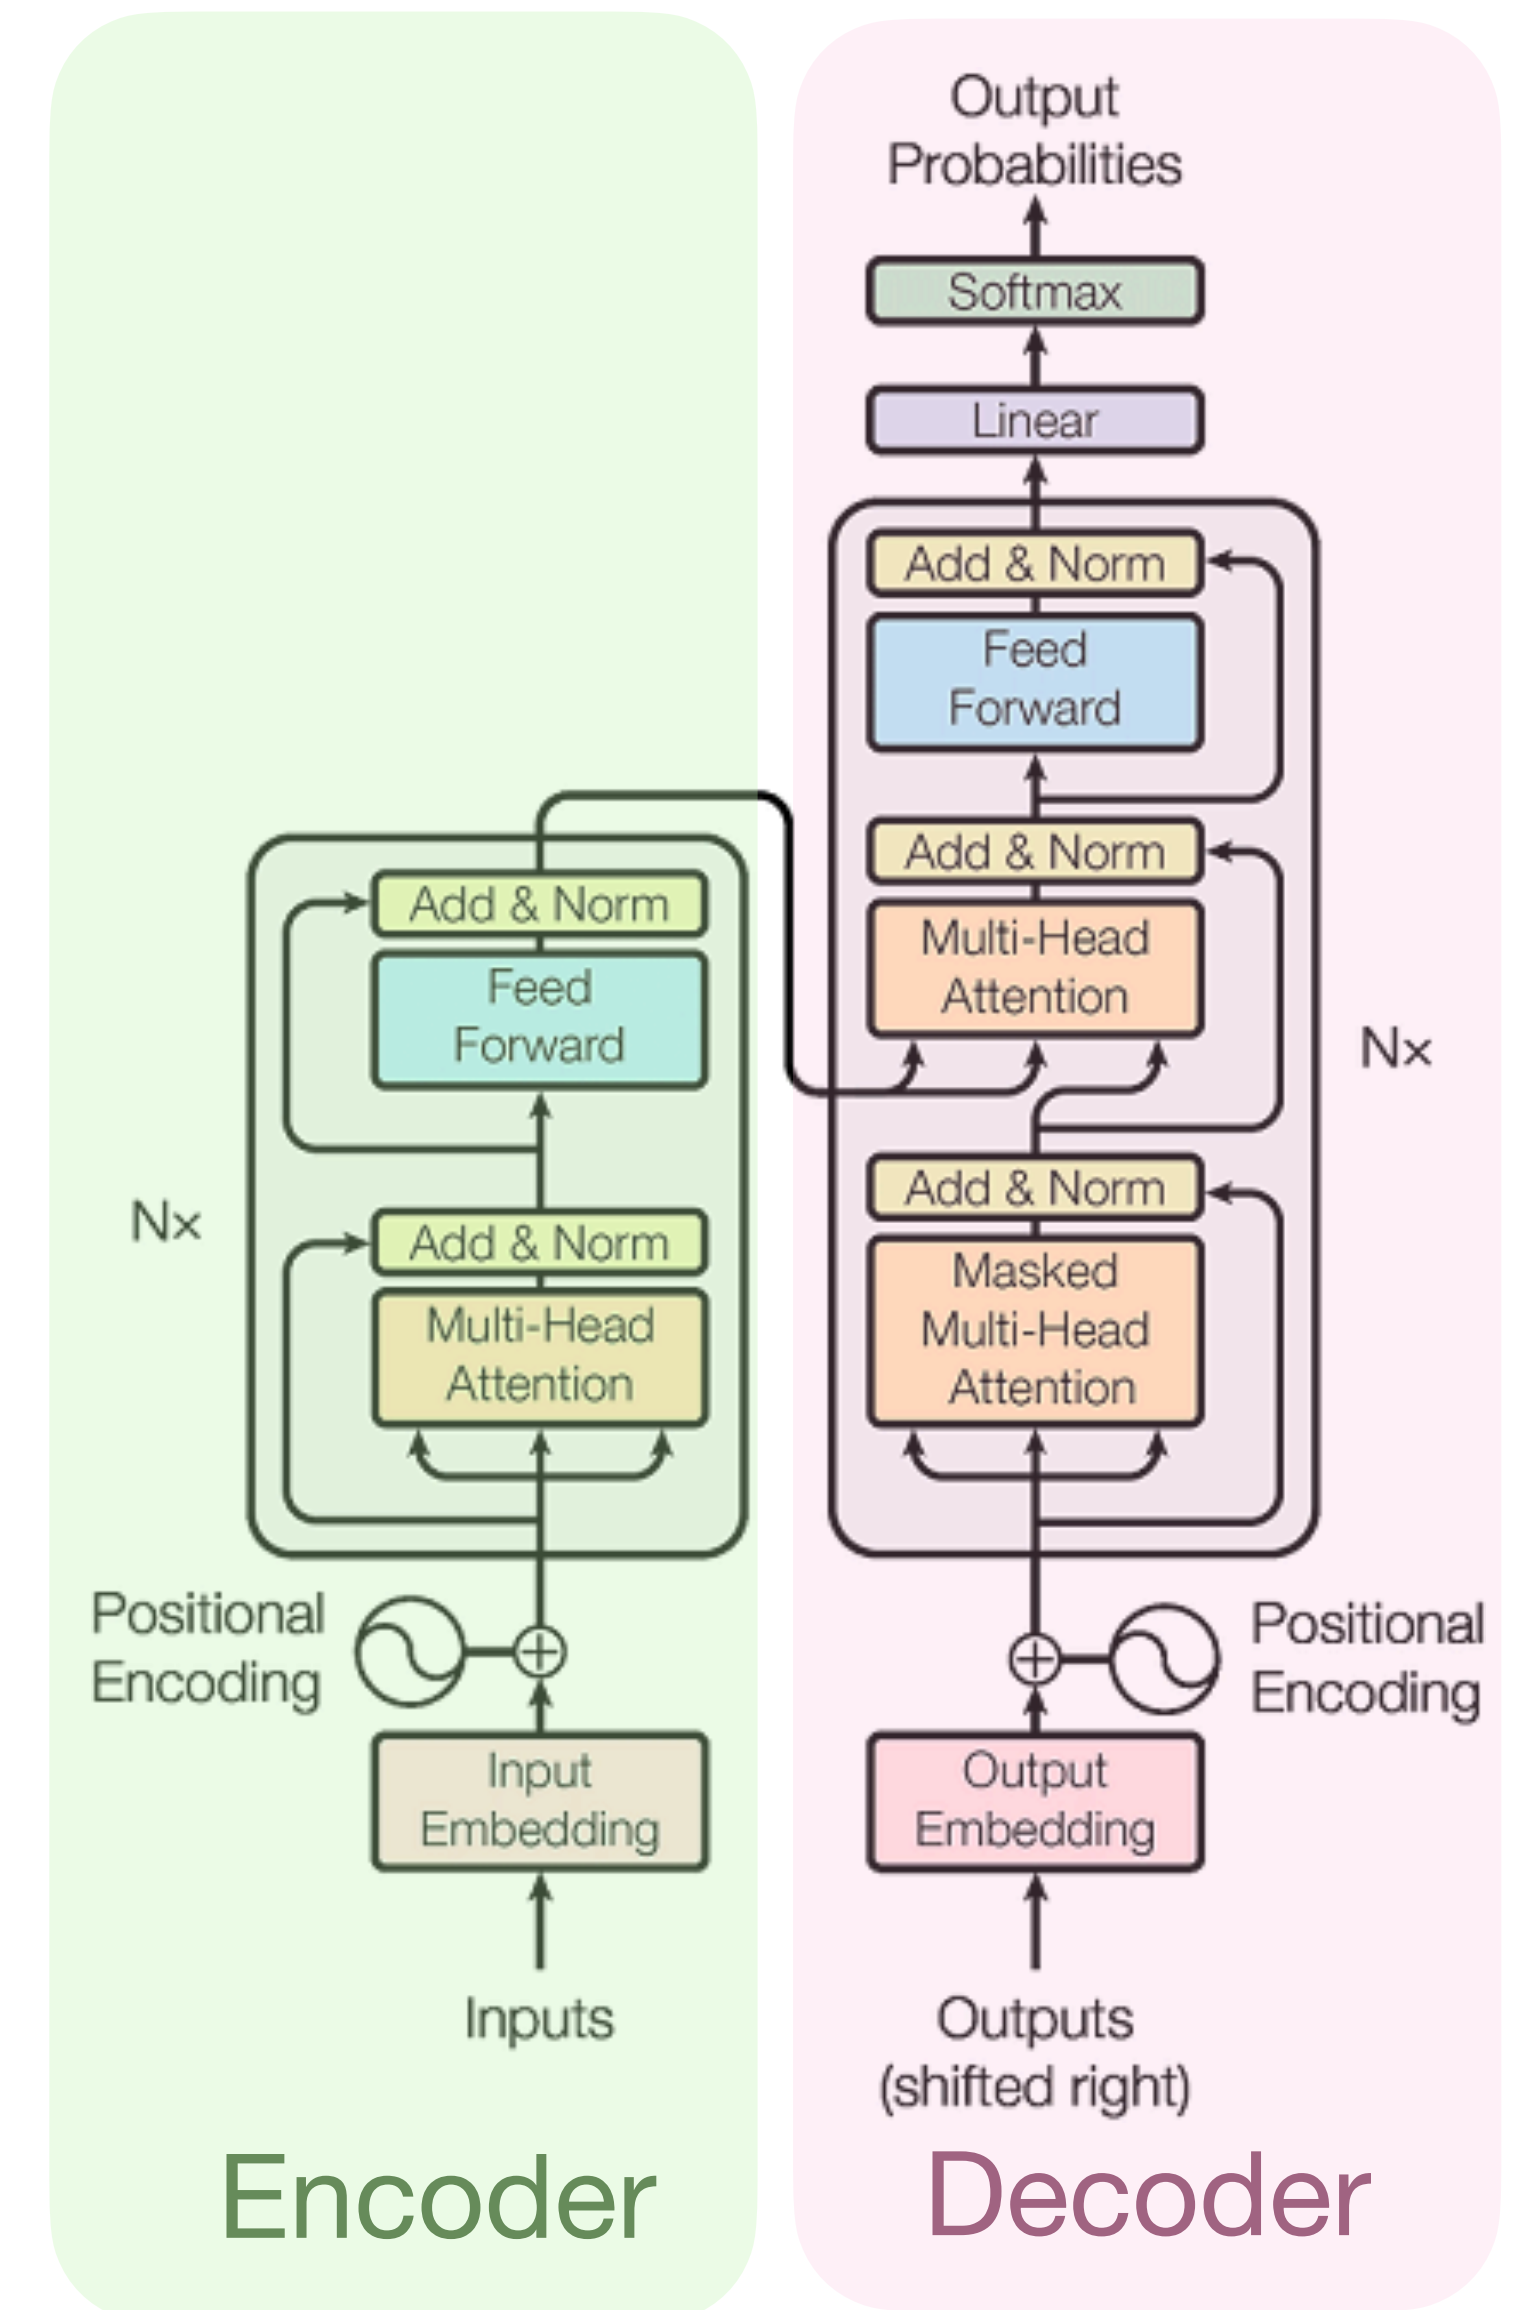 Output
Probabilities
Softmax
Linear
Add & Norm
Feed
Forward
Add & Norm
Multi-Head
Attention
Nx
Add & Norm
Masked
Multi-Head
Attention
Positional
Encoding
Output
Embedding
Outputs
(shifted right)
Decoder
Add & Norm
Feed
Forward
Nx
Add & Norm
Multi-Head
Attention
Positional
Encoding
Input
Embedding
Inputs
Encoder